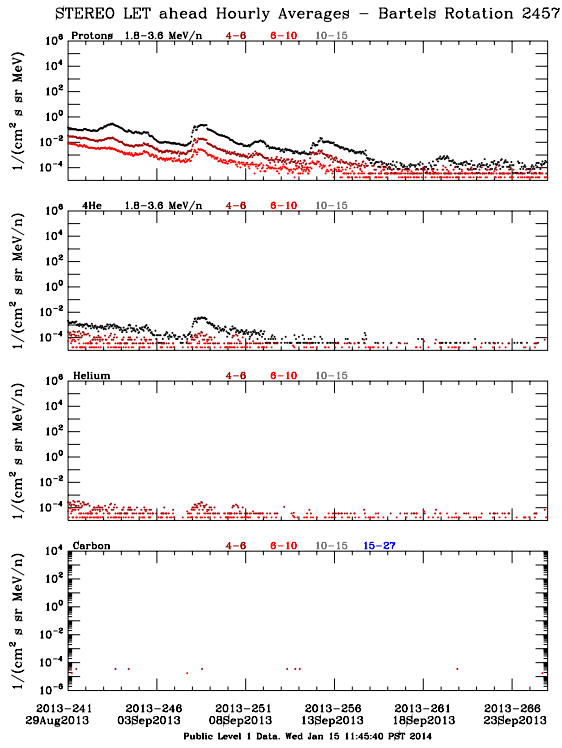 STEREO LET ahead Hourly Averages - Bartels Rotation 2457
Protons 1.8-3.6 MeV/n 4-6 6-10 10-15
1/(cm² s sr MeV)
10⁶
10⁴
10²
10⁰
10⁻²
10⁻⁴
4He 1.8-3.6 MeV/n 4-6 6-10 10-15
1/(cm² s sr MeV/n)
10⁶
10⁴
10²
10⁰
10⁻²
10⁻⁴
Helium 4-6 6-10 10-15
1/(cm² s sr MeV/n)
10⁶
10⁴
10²
10⁰
10⁻²
10⁻⁴
Carbon 4-6 6-10 10-15 15-27
1/(cm² s sr MeV/n)
10⁴
10²
10⁰
10⁻²
10⁻⁴
10⁻⁶
2013-241 2013-246 2013-251 2013-256 2013-261 2013-266
29Aug2013 03Sep2013 08Sep2013 13Sep2013 18Sep2013 23Sep2013
Public Level 1 Data. Wed Jan 15 11:45:40 PST 2014